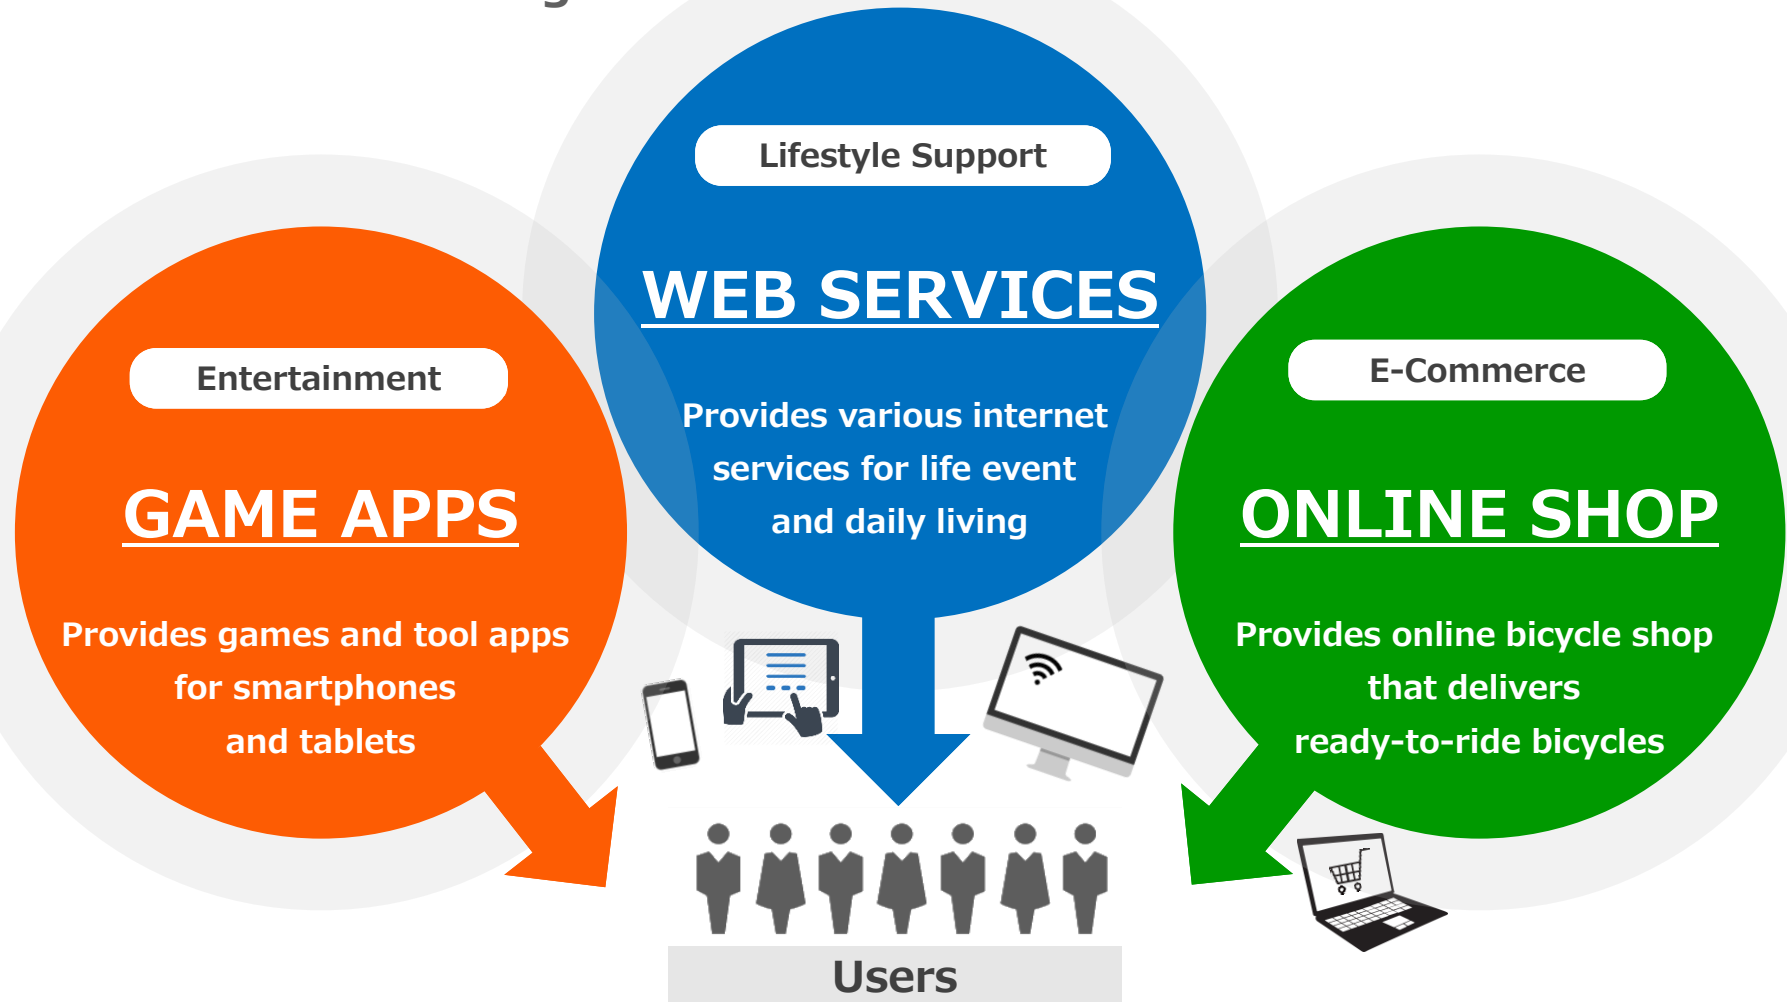 Lifestyle Support
WEB SERVICES
Provides various internet
services for life event
and daily living
Entertainment
GAME APPS
Provides games and tool apps
for smartphones
and tablets
E-Commerce
ONLINE SHOP
Provides online bicycle shop
that delivers
ready-to-ride bicycles
Users